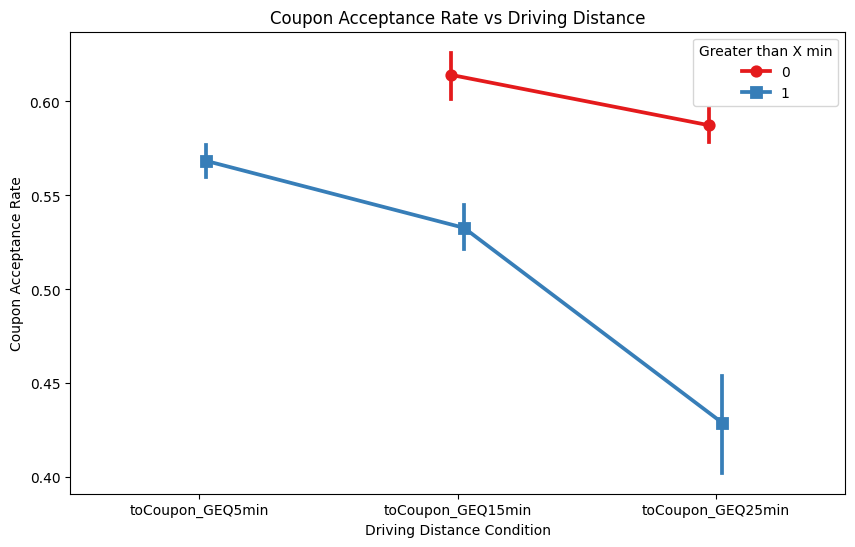 Coupon Acceptance Rate vs Driving Distance
Greater than X min
0
1
Coupon Acceptance Rate
0.60
0.55
0.50
0.45
0.40
toCoupon_GEQ5min
toCoupon_GEQ15min
toCoupon_GEQ25min
Driving Distance Condition